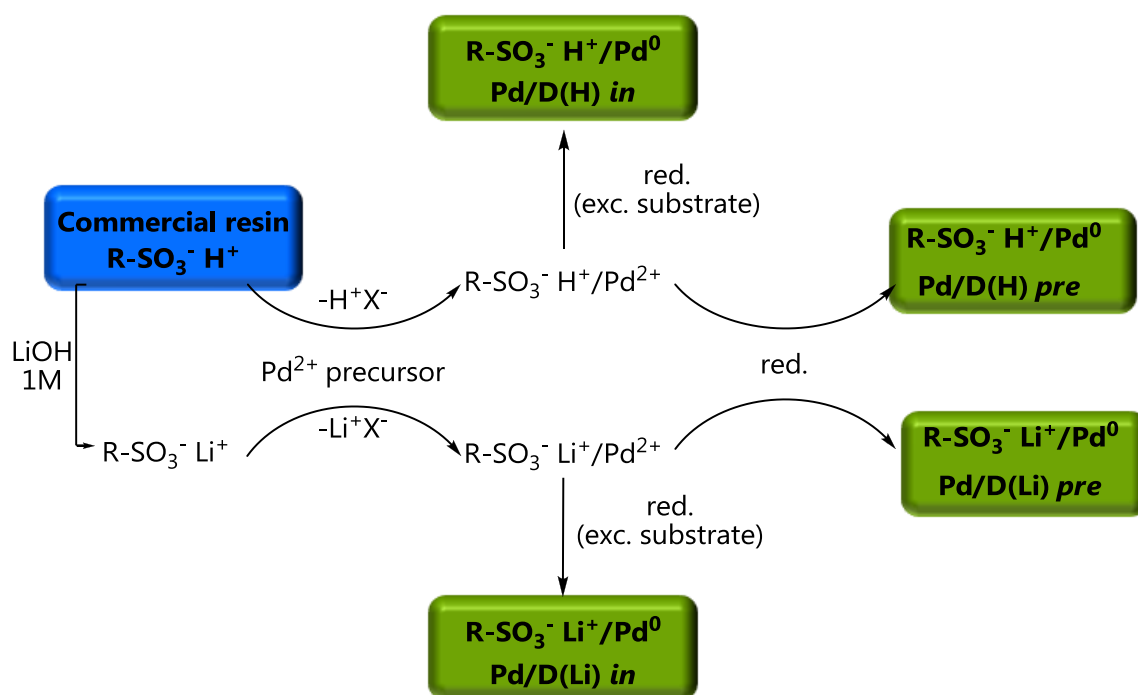 R-SO₃⁻ H⁺/Pd⁰
Pd/D(H) in
red.
(exc. substrate)
Commercial resin
R-SO₃⁻ H⁺
R-SO₃⁻ H⁺/Pd⁰
Pd/D(H) pre
R-SO₃⁻ H⁺/Pd²⁺
-H⁺X⁻
LiOH
1M
Pd²⁺ precursor
red.
-Li⁺X⁻
R-SO₃⁻ Li⁺
R-SO₃⁻ Li⁺/Pd²⁺
R-SO₃⁻ Li⁺/Pd⁰
Pd/D(Li) pre
red.
(exc. substrate)
R-SO₃⁻ Li⁺/Pd⁰
Pd/D(Li) in